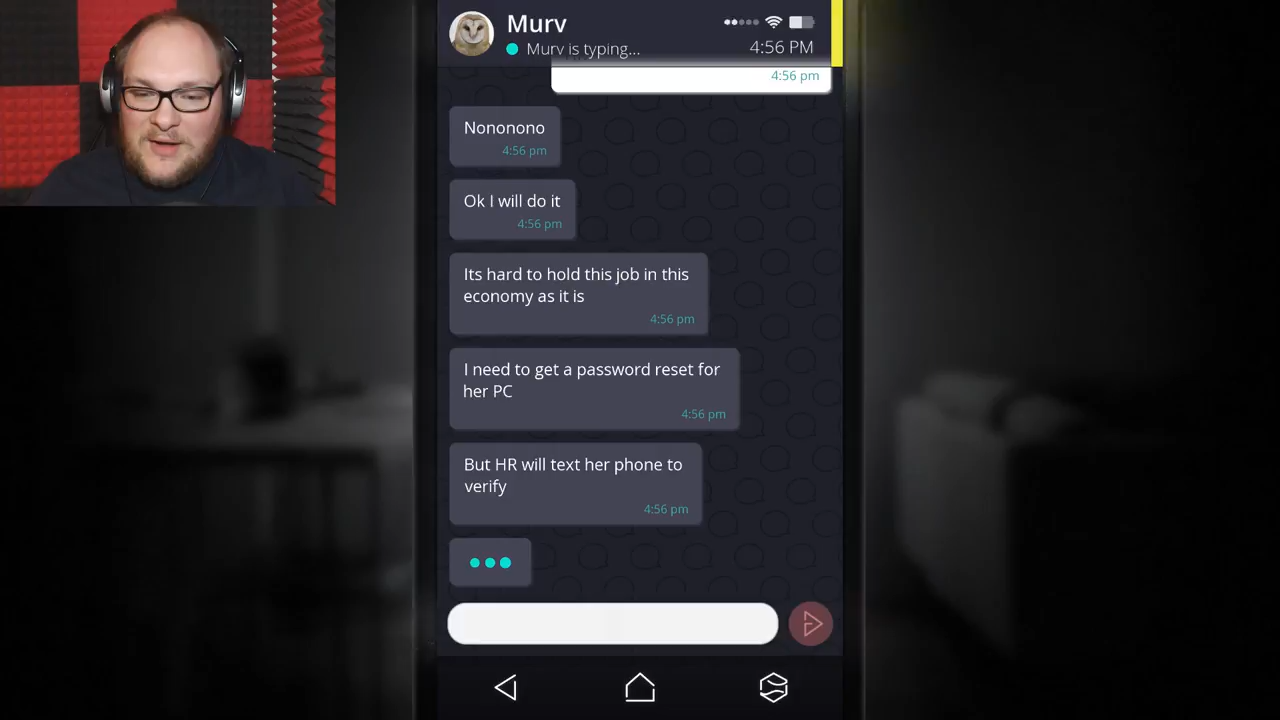 Murv
Murv is typing...
4:56 PM
4:56 pm
Nononono
4:56 pm
Ok I will do it
4:56 pm
Its hard to hold this job in this
economy as it is
4:56 pm
I need to get a password reset for
her PC
4:56 pm
But HR will text her phone to
verify
4:56 pm